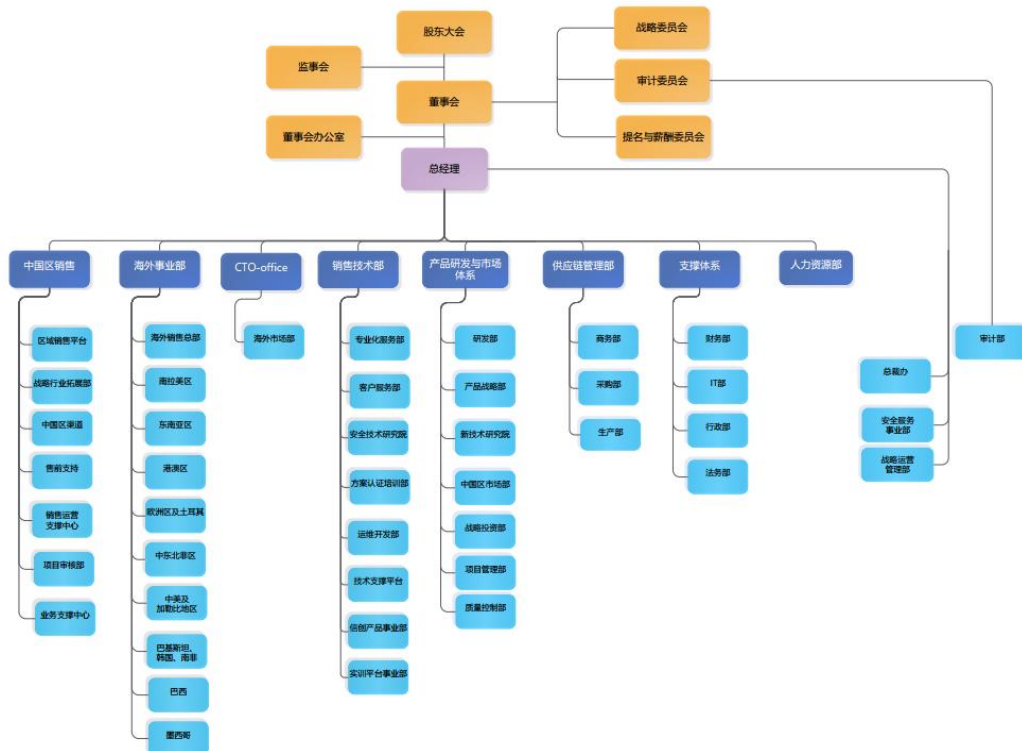 股东大会
监事会
董事会
董事会办公室
战略委员会
审计委员会
提名与薪酬委员会
总经理
中国区销售
海外事业部
CTO-office
销售技术部
产品研发与市场
体系
供应链管理部
支撑体系
人力资源部
区域销售平台
战略行业拓展部
中国区渠道
售前支持
销售运营
支撑中心
项目审核部
业务支撑中心
海外销售总部
南拉美区
东南亚区
港澳区
欧洲区及土耳其
中东北非区
中美及
加勒比地区
巴基斯坦、
韩国、南非
巴西
墨西哥
海外市场部
专业化服务部
客户服务部
安全技术研究院
方案认证培训部
运维开发部
技术支撑平台
信创产品事业部
实训平台事业部
研发部
产品战略部
新技术研究院
中国区市场部
战略投资部
项目管理部
质量控制部
商务部
采购部
生产部
财务部
IT部
行政部
法务部
总裁办
安全服务
事业部
战略运营
管理部
审计部